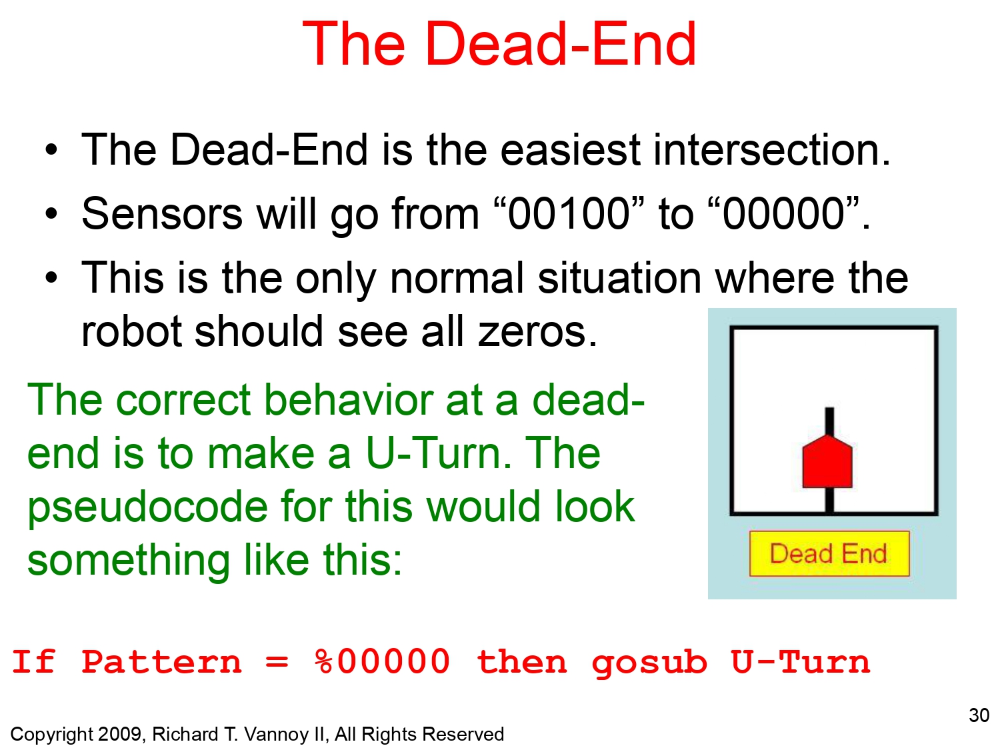 The Dead-End
• The Dead-End is the easiest intersection.
• Sensors will go from “00100” to “00000”.
• This is the only normal situation where the
robot should see all zeros.
The correct behavior at a dead-
end is to make a U-Turn. The
pseudocode for this would look
something like this:
Dead End
If Pattern = %00000 then gosub U-Turn
30
Copyright 2009, Richard T. Vannoy II, All Rights Reserved